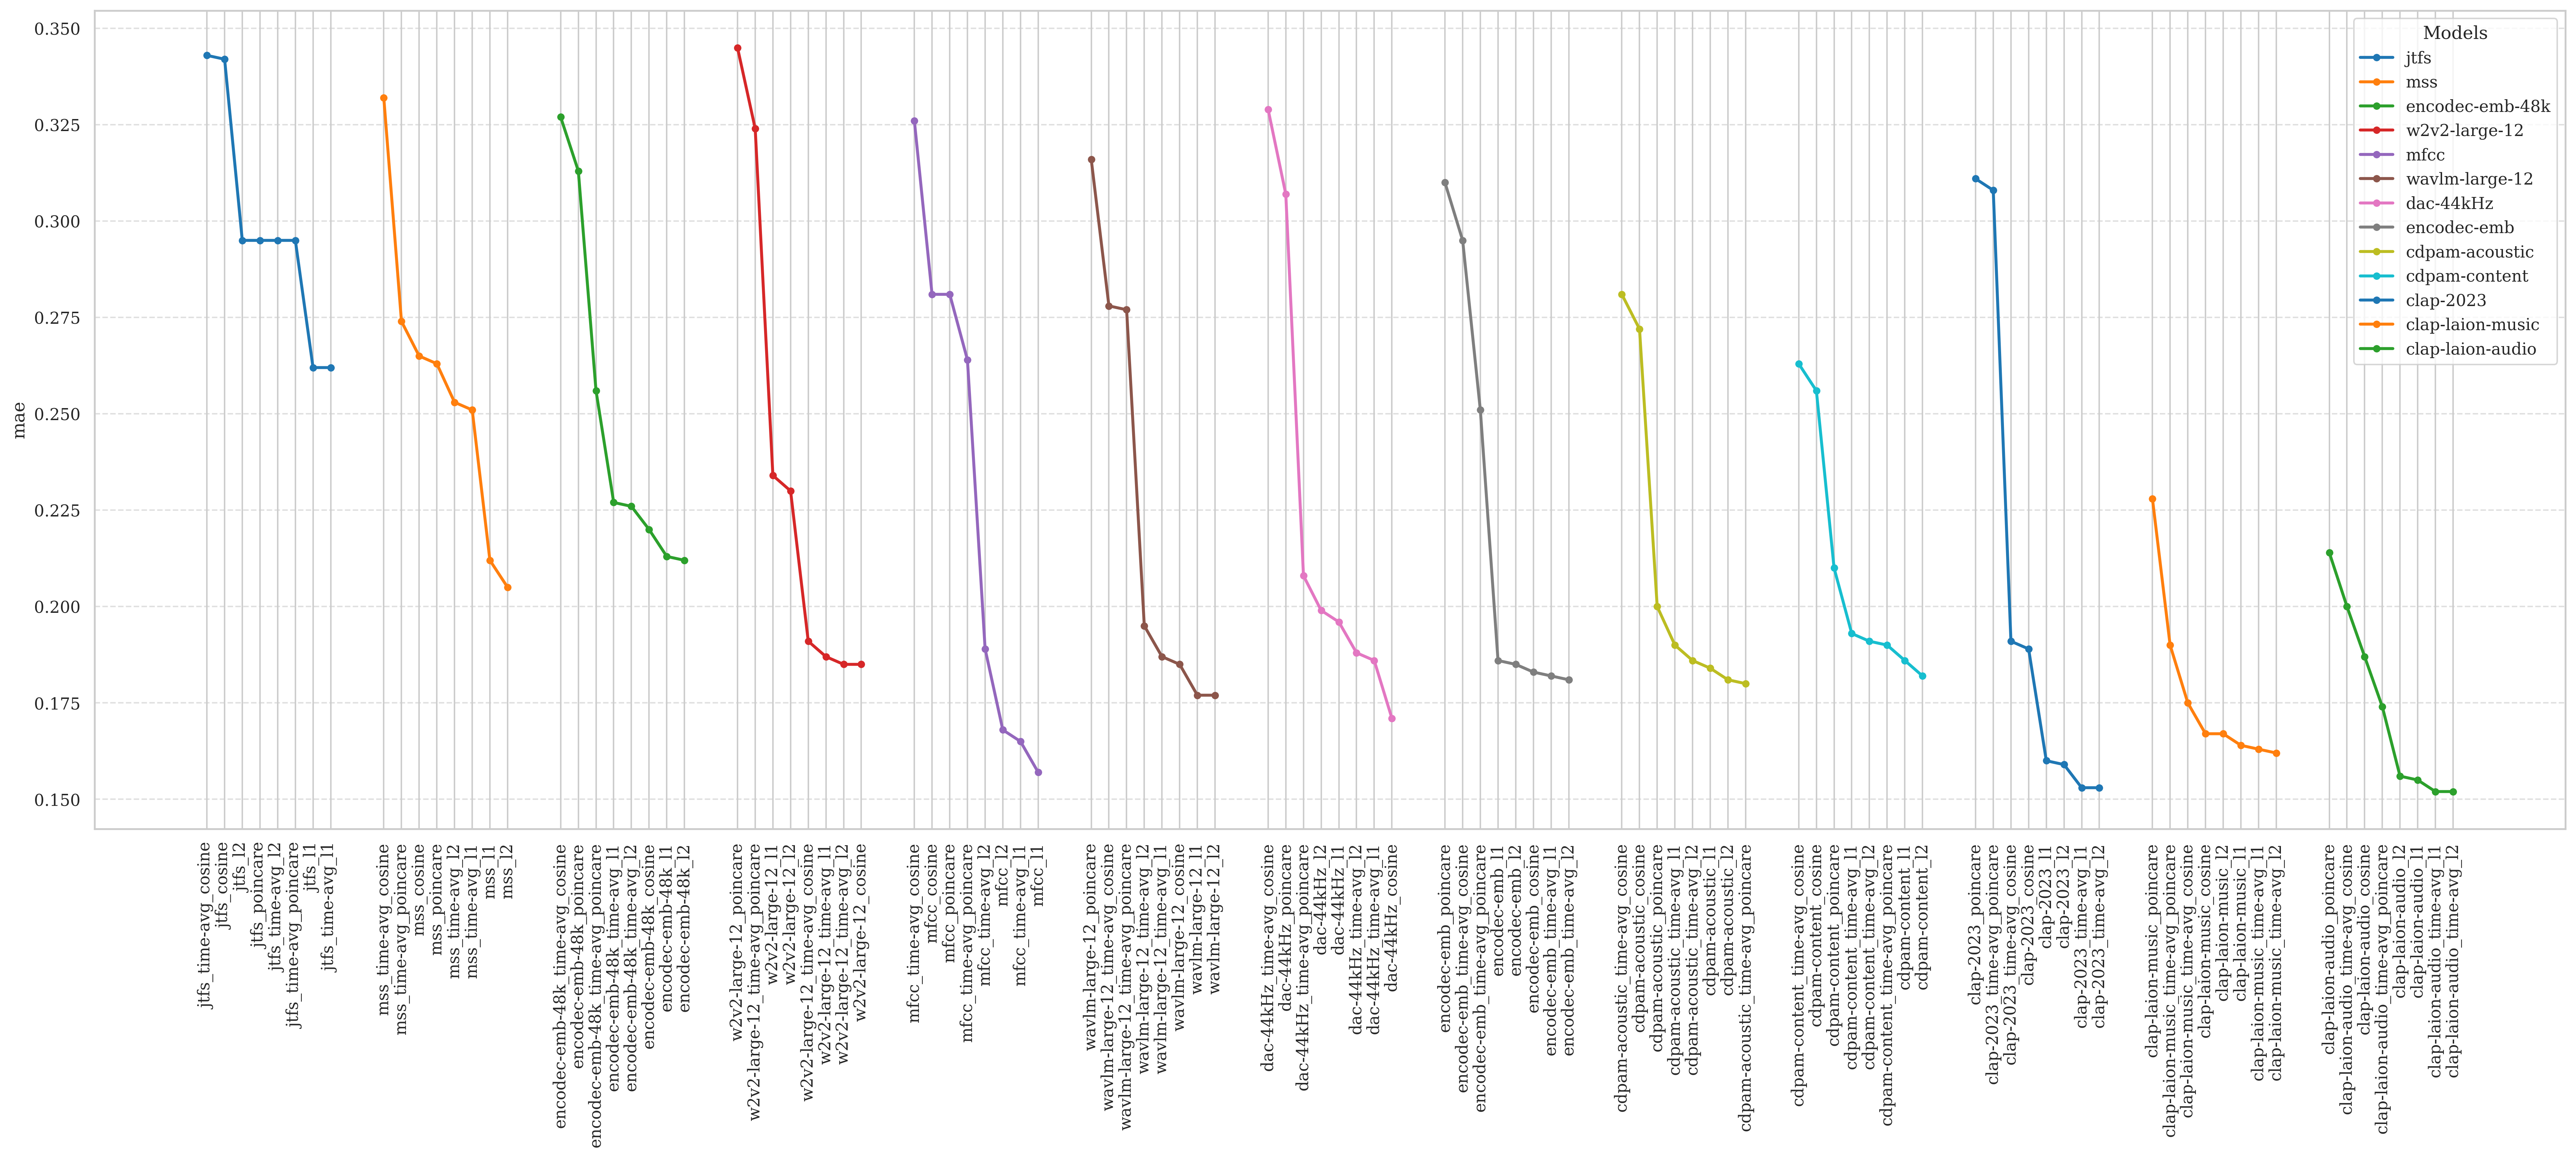 0.350
0.325
0.300
0.275
0.250
0.225
0.200
0.175
0.150
mae
Models
jtfs
mss
encodec-emb-48k
w2v2-large-12
mfcc
wavlm-large-12
dac-44kHz
encodec-emb
cdpam-acoustic
cdpam-content
clap-2023
clap-laion-music
clap-laion-audio
jtfs_time-avg_cosine
jtfs_cosine
jtfs_l2
jtfs_poincare
jtfs_time-avg_l2
jtfs_time-avg_poincare
jtfs_l1
jtfs_time-avg_l1
mss_time-avg_cosine
mss_time-avg_poincare
mss_cosine
mss_poincare
mss_time-avg_l2
mss_time-avg_l1
mss_l1
mss_l2
encodec-emb-48k_time-avg_cosine
encodec-emb-48k_poincare
encodec-emb-48k_time-avg_poincare
encodec-emb-48k_time-avg_l1
encodec-emb-48k_time-avg_l2
encodec-emb-48k_cosine
encodec-emb-48k_l1
encodec-emb-48k_l2
w2v2-large-12_poincare
w2v2-large-12_time-avg_poincare
w2v2-large-12_l1
w2v2-large-12_l2
w2v2-large-12_time-avg_cosine
w2v2-large-12_time-avg_l1
w2v2-large-12_time-avg_l2
w2v2-large-12_cosine
mfcc_time-avg_cosine
mfcc_cosine
mfcc_poincare
mfcc_time-avg_poincare
mfcc_time-avg_l2
mfcc_l2
mfcc_time-avg_l1
mfcc_l1
wavlm-large-12_poincare
wavlm-large-12_time-avg_cosine
wavlm-large-12_time-avg_poincare
wavlm-large-12_time-avg_l2
wavlm-large-12_time-avg_l1
wavlm-large-12_cosine
wavlm-large-12_l1
wavlm-large-12_l2
dac-44kHz_time-avg_cosine
dac-44kHz_poincare
dac-44kHz_time-avg_poincare
dac-44kHz_l2
dac-44kHz_l1
dac-44kHz_time-avg_l2
dac-44kHz_time-avg_l1
dac-44kHz_cosine
encodec-emb_poincare
encodec-emb_time-avg_cosine
encodec-emb_time-avg_poincare
encodec-emb_l1
encodec-emb_l2
encodec-emb_cosine
encodec-emb_time-avg_l1
encodec-emb_time-avg_l2
cdpam-acoustic_time-avg_cosine
cdpam-acoustic_cosine
cdpam-acoustic_poincare
cdpam-acoustic_time-avg_l1
cdpam-acoustic_time-avg_l2
cdpam-acoustic_l1
cdpam-acoustic_l2
cdpam-acoustic_time-avg_poincare
cdpam-content_time-avg_cosine
cdpam-content_cosine
cdpam-content_poincare
cdpam-content_time-avg_l1
cdpam-content_time-avg_l2
cdpam-content_time-avg_poincare
cdpam-content_l1
cdpam-content_l2
clap-2023_poincare
clap-2023_time-avg_poincare
clap-2023_time-avg_cosine
clap-2023_cosine
clap-2023_l1
clap-2023_l2
clap-2023_time-avg_l1
clap-2023_time-avg_l2
clap-laion-music_poincare
clap-laion-music_time-avg_poincare
clap-laion-music_time-avg_cosine
clap-laion-music_cosine
clap-laion-music_l2
clap-laion-music_l1
clap-laion-music_time-avg_l1
clap-laion-music_time-avg_l2
clap-laion-audio_poincare
clap-laion-audio_time-avg_cosine
clap-laion-audio_cosine
clap-laion-audio_time-avg_poincare
clap-laion-audio_l2
clap-laion-audio_l1
clap-laion-audio_time-avg_l1
clap-laion-audio_time-avg_l2